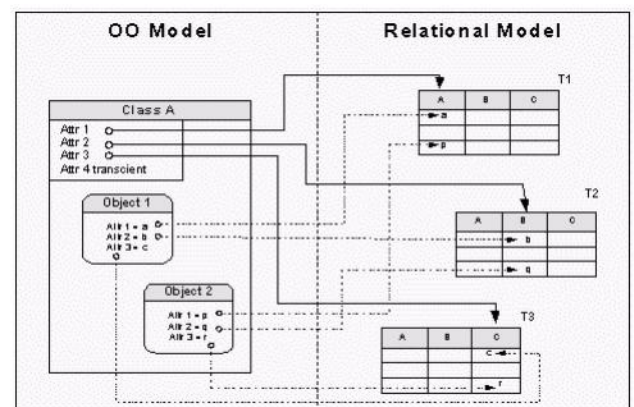 OO Model
Relational Model
Class A
Attr 1
Attr 2
Attr 3
Attr 4 transcient
Object 1
Attr 1 = a
Attr 2 = b
Attr 3 = c
Object 2
Attr 1 = p
Attr 2 = q
Attr 3 = r
T1
A B C
a
p
T2
A B C
b
q
T3
A B C
c
r